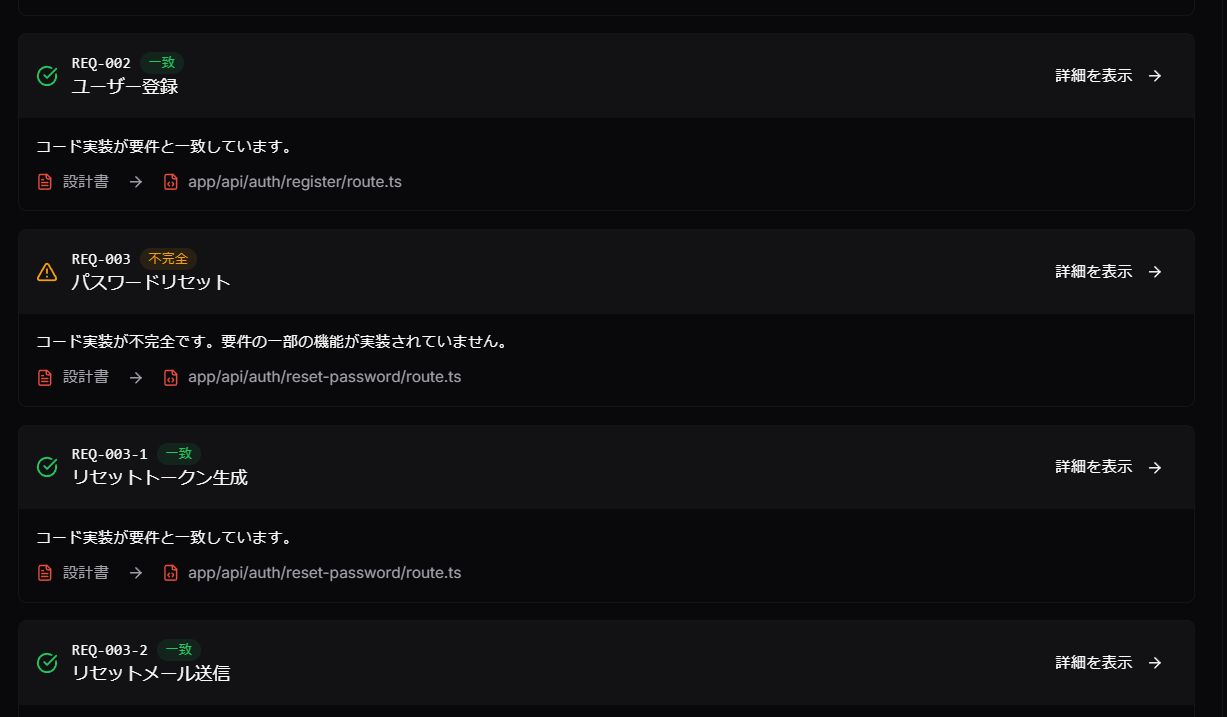 REQ-002 一致
ユーザー登録
詳細を表示 →
コード実装が要件と一致しています。
設計書 → app/api/auth/register/route.ts
REQ-003 不完全
パスワードリセット
詳細を表示 →
コード実装が不完全です。要件の一部の機能が実装されていません。
設計書 → app/api/auth/reset-password/route.ts
REQ-003-1 一致
リセットトークン生成
詳細を表示 →
コード実装が要件と一致しています。
設計書 → app/api/auth/reset-password/route.ts
REQ-003-2 一致
リセットメール送信
詳細を表示 →